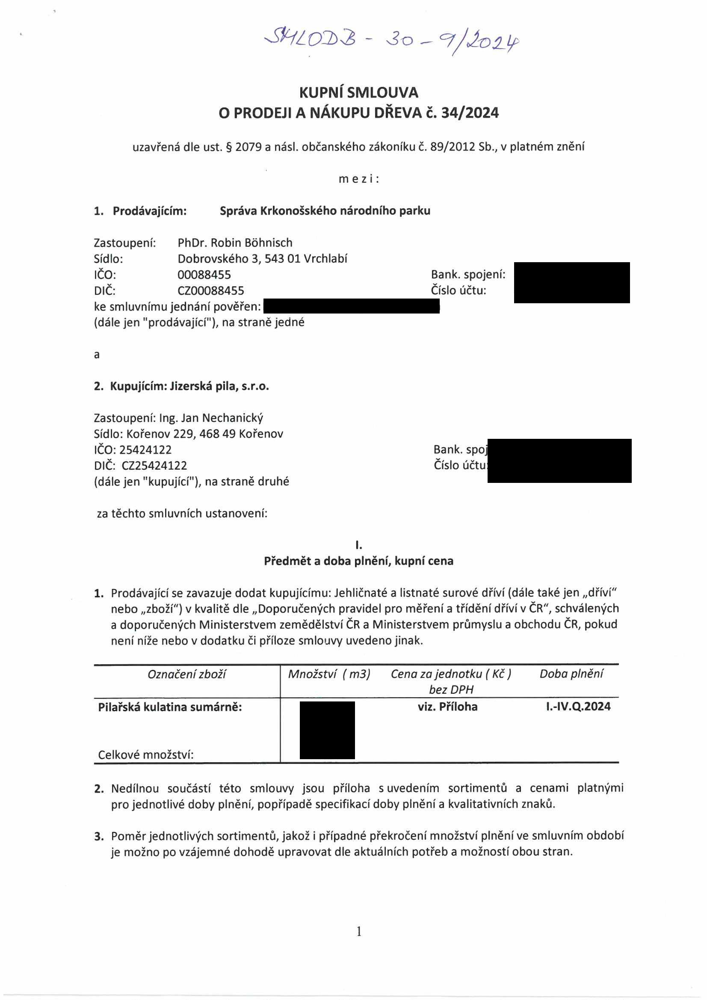 SMLODB - 30 - 9/2024
KUPNÍ SMLOUVA
O PRODEJI A NÁKUPU DŘEVA č. 34/2024
uzavřená dle ust. § 2079 a násl. občanského zákoníku č. 89/2012 Sb., v platném znění
m e z i :
1. Prodávajícím: Správa Krkonošského národního parku
Zastoupení: PhDr. Robin Böhnisch
Sídlo: Dobrovského 3, 543 01 Vrchlabí
IČO: 00088455 Bank. spojení:
DIČ: CZ00088455 Číslo účtu:
ke smluvnímu jednání pověřen:
(dále jen "prodávající"), na straně jedné
a
2. Kupujícím: Jizerská pila, s.r.o.
Zastoupení: Ing. Jan Nechanický
Sídlo: Kořenov 229, 468 49 Kořenov
IČO: 25424122 Bank. spoj
DIČ: CZ25424122 Číslo účtu:
(dále jen "kupující"), na straně druhé
za těchto smluvních ustanovení:
I.
Předmět a doba plnění, kupní cena
1. Prodávající se zavazuje dodat kupujícímu: Jehličnaté a listnaté surové dříví (dále také jen „dříví“
nebo „zboží“) v kvalitě dle „Doporučených pravidel pro měření a třídění dříví v ČR“, schválených
a doporučených Ministerstvem zemědělství ČR a Ministerstvem průmyslu a obchodu ČR, pokud
není níže nebo v dodatku či příloze smlouvy uvedeno jinak.
Označení zboží Množství ( m3) Cena za jednotku ( Kč ) Doba plnění
bez DPH
Pilařská kulatina sumárně: viz. Příloha I.-IV.Q.2024
Celkové množství:
2. Nedílnou součástí této smlouvy jsou příloha s uvedením sortimentů a cenami platnými
pro jednotlivé doby plnění, popřípadě specifikací doby plnění a kvalitativních znaků.
3. Poměr jednotlivých sortimentů, jakož i případné překročení množství plnění ve smluvním období
je možno po vzájemné dohodě upravovat dle aktuálních potřeb a možností obou stran.
1